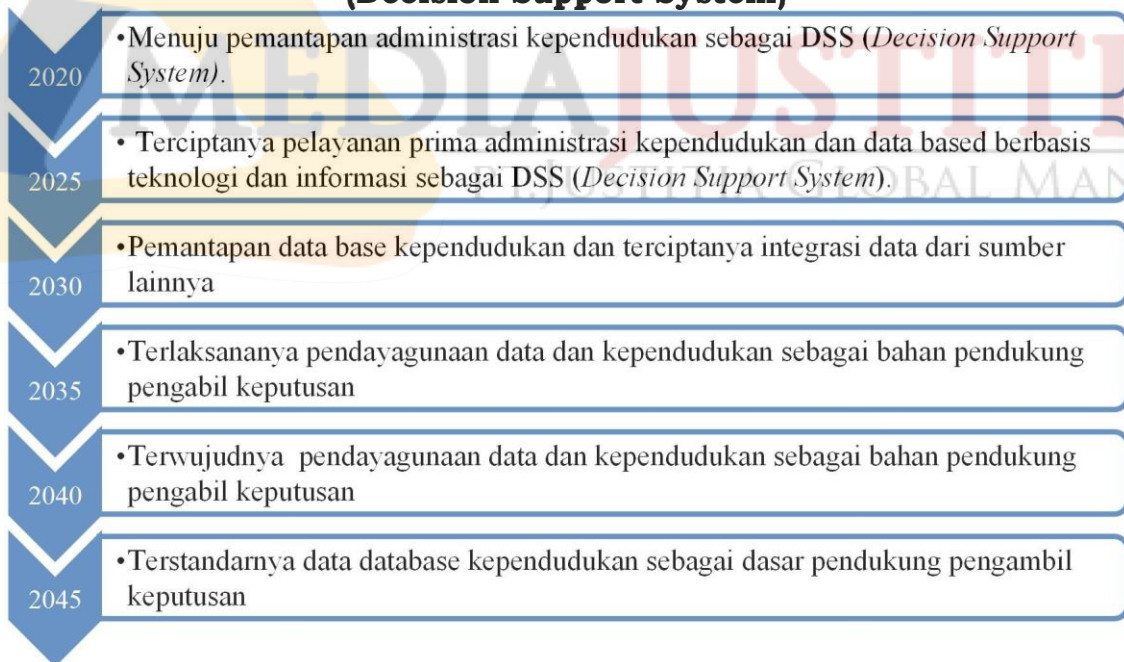 (Decision Support System)
2020
•Menuju pemantapan administrasi kependudukan sebagai DSS (Decision Support
System).
MEDIAJUSTITI
2025
• Terciptanya pelayanan prima administrasi kependudukan dan data based berbasis
teknologi dan informasi sebagai DSS (Decision Support System).
PT. JUSTITIA GLOBAL MAN
2030
•Pemantapan data base kependudukan dan terciptanya integrasi data dari sumber
lainnya
2035
•Terlaksananya pendayagunaan data dan kependudukan sebagai bahan pendukung
pengabil keputusan
2040
•Terwujudnya pendayagunaan data dan kependudukan sebagai bahan pendukung
pengabil keputusan
2045
•Terstandarnya data database kependudukan sebagai dasar pendukung pengambil
keputusan